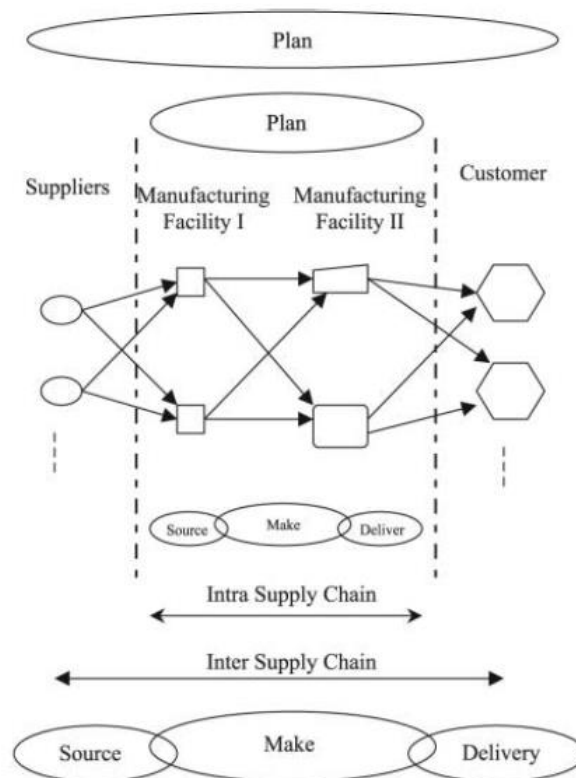 Plan
Plan
Suppliers
Manufacturing
Facility I
Manufacturing
Facility II
Customer
Source
Make
Deliver
Intra Supply Chain
Inter Supply Chain
Source
Make
Delivery